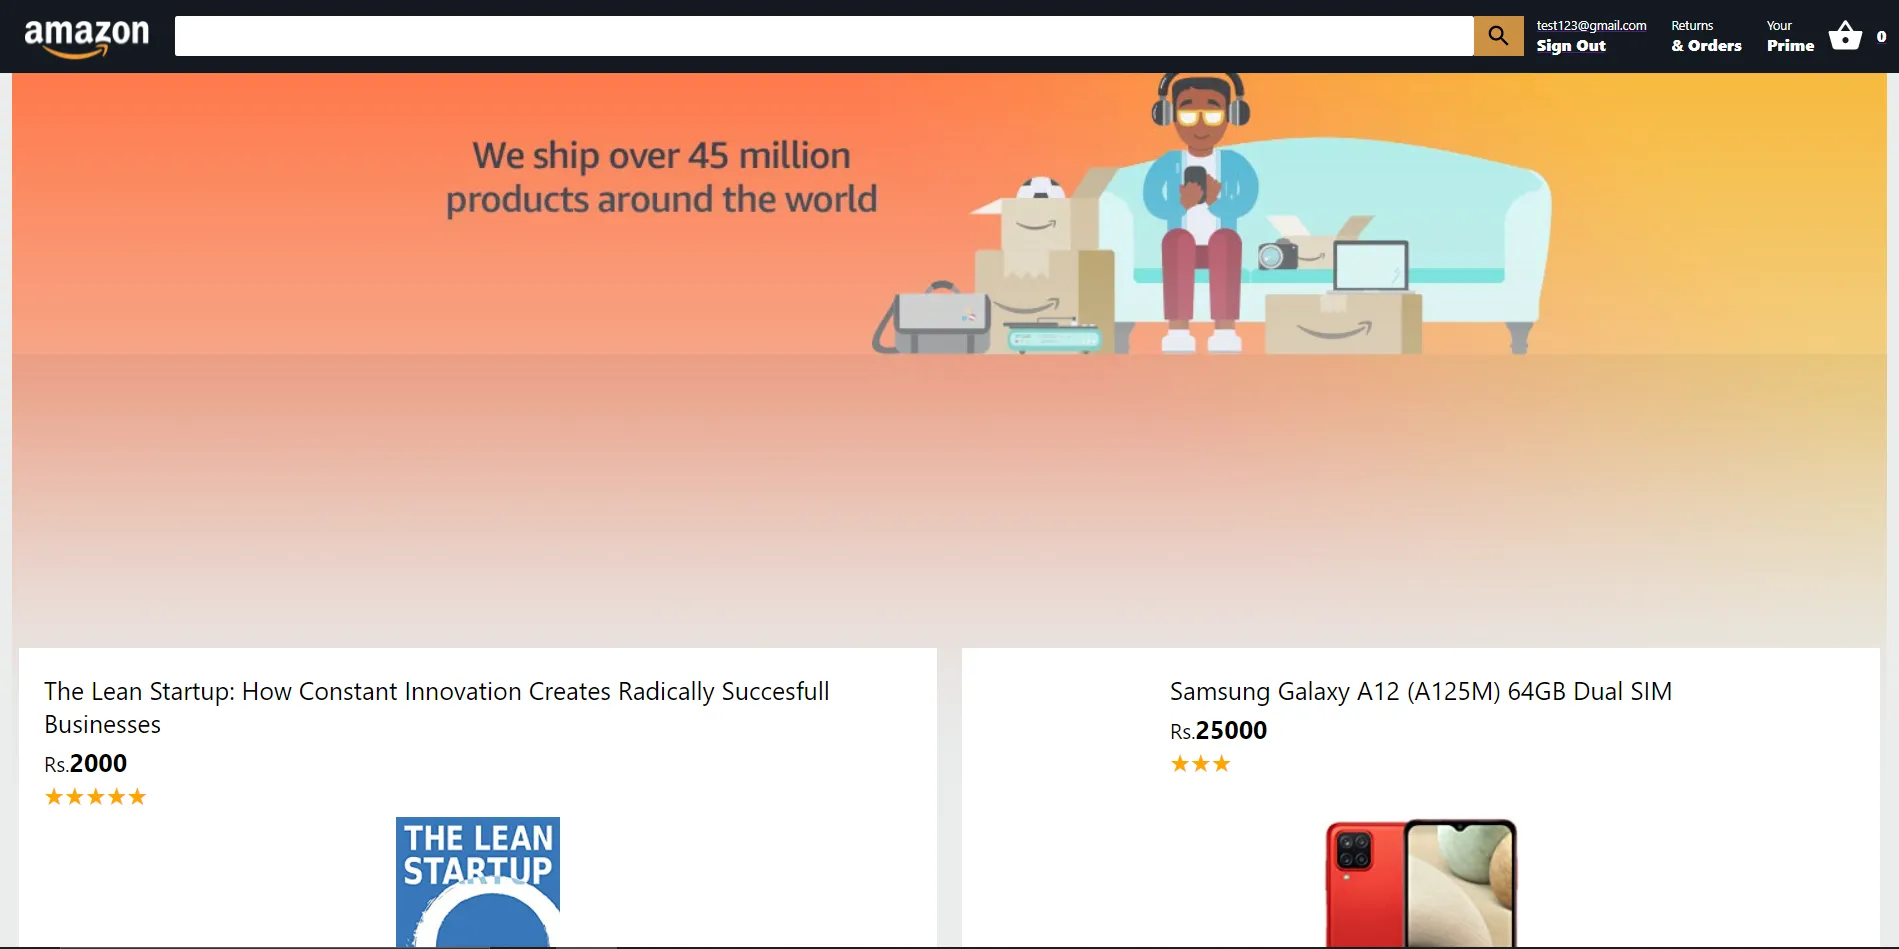 amazon
test123@gmail.com
Sign Out
Returns
& Orders
Your
Prime
0
We ship over 45 million
products around the world
The Lean Startup: How Constant Innovation Creates Radically Succesfull
Businesses
Rs.2000
THE LEAN
STARTUP
Samsung Galaxy A12 (A125M) 64GB Dual SIM
Rs.25000